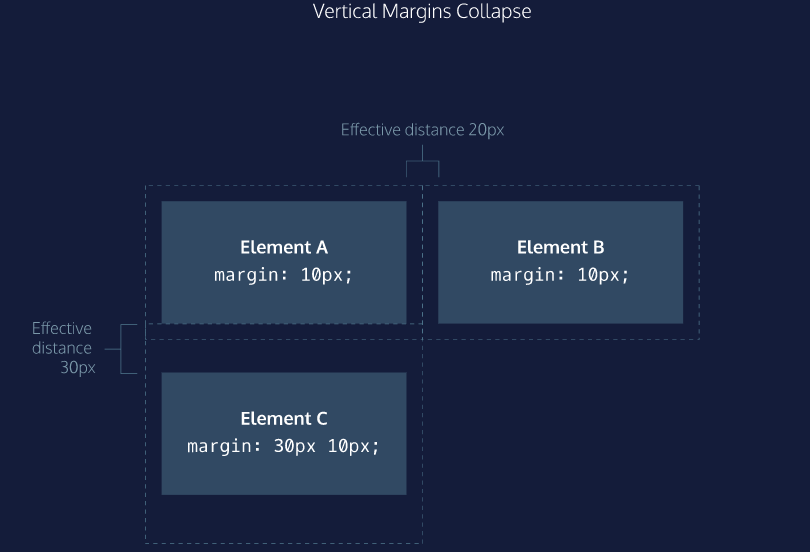 Vertical Margins Collapse
Effective distance 20px
Element A
margin: 10px;
Element B
margin: 10px;
Effective
distance
30px
Element C
margin: 30px 10px;